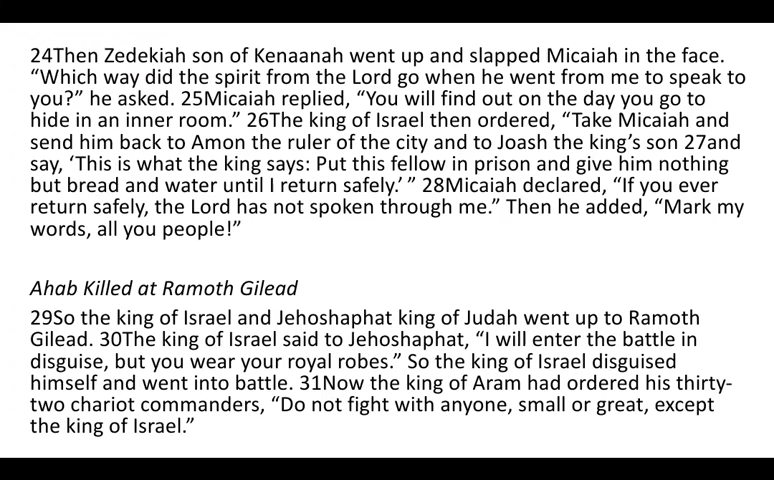 24Then Zedekiah son of Kenaanah went up and slapped Micaiah in the face.
“Which way did the spirit from the Lord go when he went from me to speak to
you?” he asked. 25Micaiah replied, “You will find out on the day you go to
hide in an inner room.” 26The king of Israel then ordered, “Take Micaiah and
send him back to Amon the ruler of the city and to Joash the king’s son 27and
say, ‘This is what the king says: Put this fellow in prison and give him nothing
but bread and water until I return safely.’ ” 28Micaiah declared, “If you ever
return safely, the Lord has not spoken through me.” Then he added, “Mark my
words, all you people!”
Ahab Killed at Ramoth Gilead
29So the king of Israel and Jehoshaphat king of Judah went up to Ramoth
Gilead. 30The king of Israel said to Jehoshaphat, “I will enter the battle in
disguise, but you wear your royal robes.” So the king of Israel disguised
himself and went into battle. 31Now the king of Aram had ordered his thirty-
two chariot commanders, “Do not fight with anyone, small or great, except
the king of Israel.”